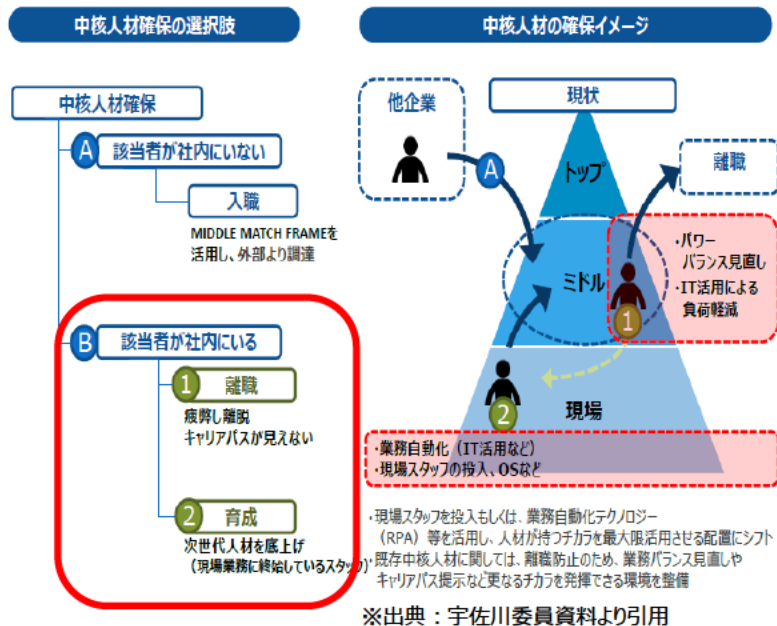 中核人材確保の選択肢
中核人材確保
A
該当者が社内にいない
入職
MIDDLE MATCH FRAMEを
活用し、外部より調達
B
該当者が社内にいる
1
離職
疲弊し離脱
キャリアパスが見えない
2
育成
次世代人材を底上げ
（現場業務に終始しているスタッフ）
中核人材の確保イメージ
他企業
現状
A
トップ
離職
ミドル
・パワー
バランス見直し
・IT活用による
負荷軽減
1
2
現場
・業務自動化（IT活用など）
・現場スタッフの投入、OSなど
・現場スタッフを投入もしくは、業務自動化テクノロジー
（RPA）等を活用し、人材が持つチカラを最大限活用させる配置にシフト
・既存中核人材に関しては、離職防止のため、業務バランス見直しや
キャリアパス提示など更なるチカラを発揮できる環境を整備
※出典：宇佐川委員資料より引用